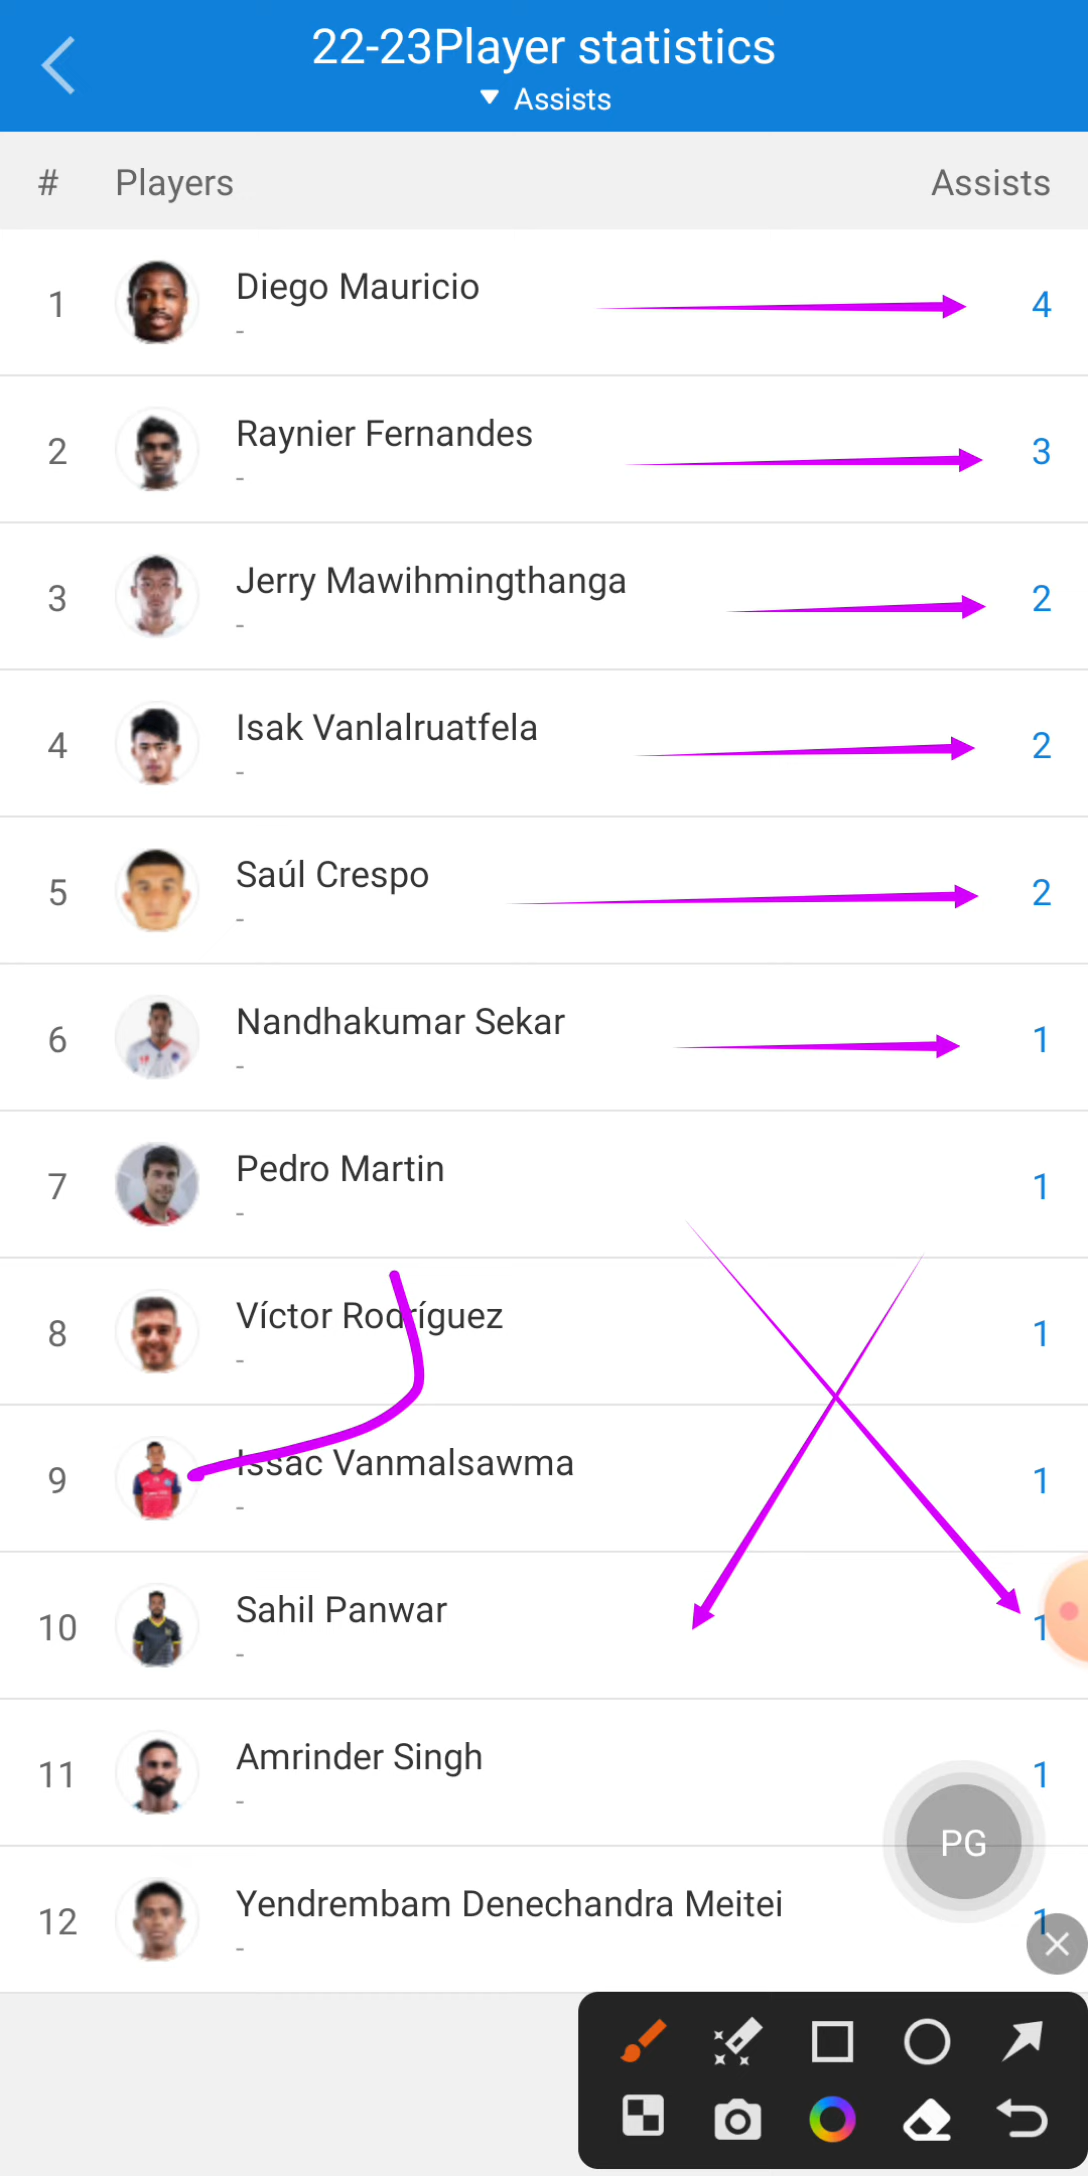 22-23Player statistics
▼ Assists
# Players Assists
1 Diego Mauricio 4
-
2 Raynier Fernandes 3
-
3 Jerry Mawihmingthanga 2
-
4 Isak Vanlalruatfela 2
-
5 Saúl Crespo 2
-
6 Nandhakumar Sekar 1
-
7 Pedro Martin 1
-
8 Víctor Rodríguez 1
-
9 Issac Vanmalsawma 1
-
10 Sahil Panwar 1
-
11 Amrinder Singh 1
-
PG
12 Yendrembam Denechandra Meitei 1
-